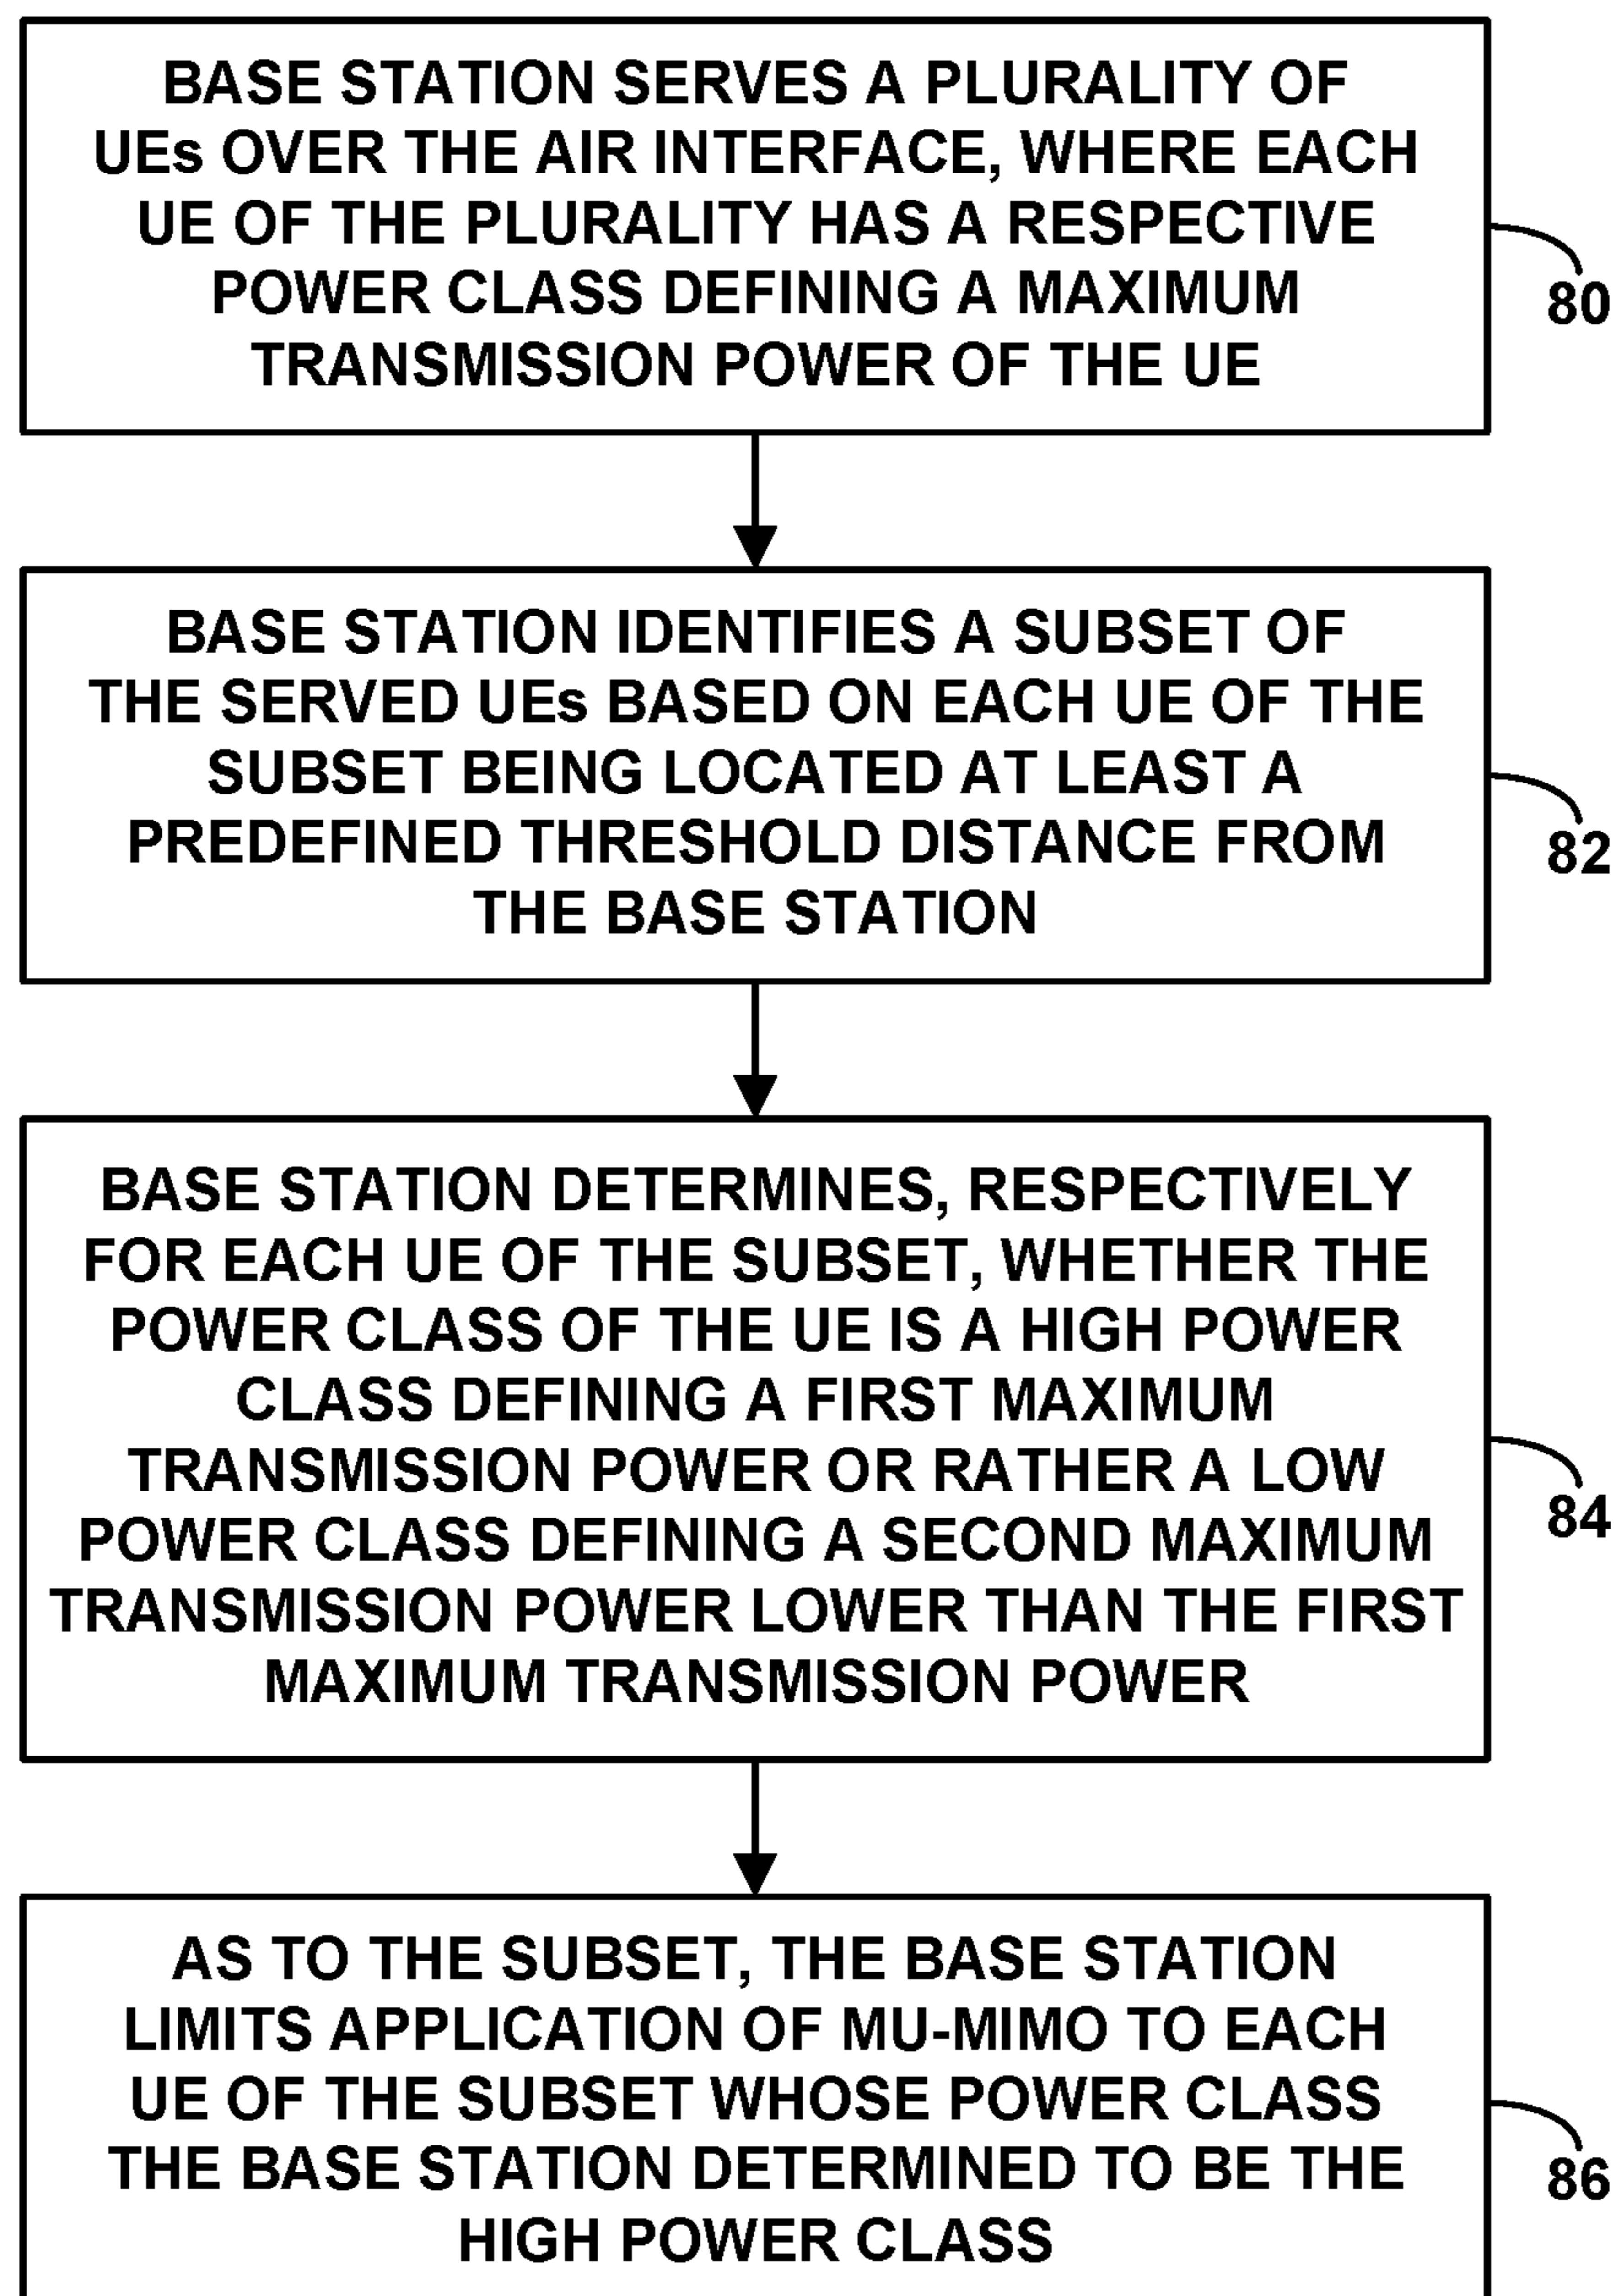 BASE STATION SERVES A PLURALITY OF
UEs OVER THE AIR INTERFACE, WHERE EACH
UE OF THE PLURALITY HAS A RESPECTIVE
POWER CLASS DEFINING A MAXIMUM
TRANSMISSION POWER OF THE UE
80
BASE STATION IDENTIFIES A SUBSET OF
THE SERVED UEs BASED ON EACH UE OF THE
SUBSET BEING LOCATED AT LEAST A
PREDEFINED THRESHOLD DISTANCE FROM
THE BASE STATION
82
BASE STATION DETERMINES, RESPECTIVELY
FOR EACH UE OF THE SUBSET, WHETHER THE
POWER CLASS OF THE UE IS A HIGH POWER
CLASS DEFINING A FIRST MAXIMUM
TRANSMISSION POWER OR RATHER A LOW
POWER CLASS DEFINING A SECOND MAXIMUM
TRANSMISSION POWER LOWER THAN THE FIRST
MAXIMUM TRANSMISSION POWER
84
AS TO THE SUBSET, THE BASE STATION
LIMITS APPLICATION OF MU-MIMO TO EACH
UE OF THE SUBSET WHOSE POWER CLASS
THE BASE STATION DETERMINED TO BE THE
HIGH POWER CLASS
86